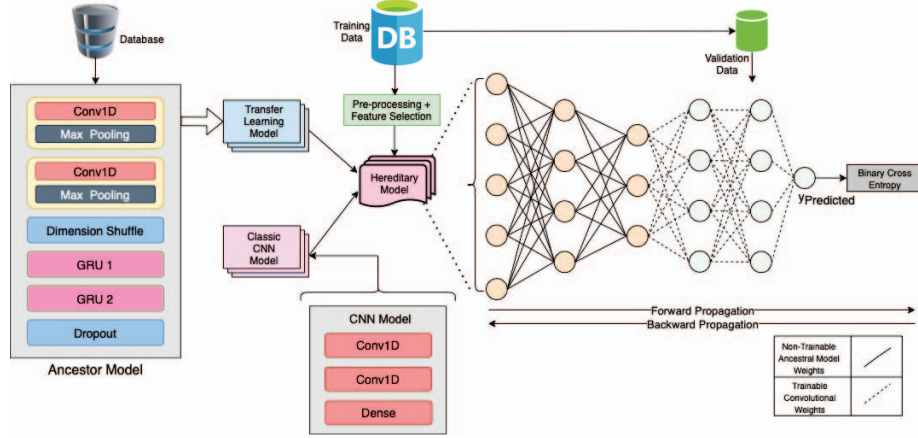 Database
Conv1D
Max Pooling
Conv1D
Max Pooling
Dimension Shuffle
GRU 1
GRU 2
Dropout
Ancestor Model
Transfer
Learning
Model
Classic
CNN
Model
CNN Model
Conv1D
Conv1D
Dense
Training
Data
DB
Pre-processing +
Feature Selection
Hereditary
Model
Validation
Data
yPredicted
Binary Cross
Entropy
Forward Propagation
Backward Propagation
Non-Trainable
Ancestral Model
Weights
Trainable
Convolutional
Weights